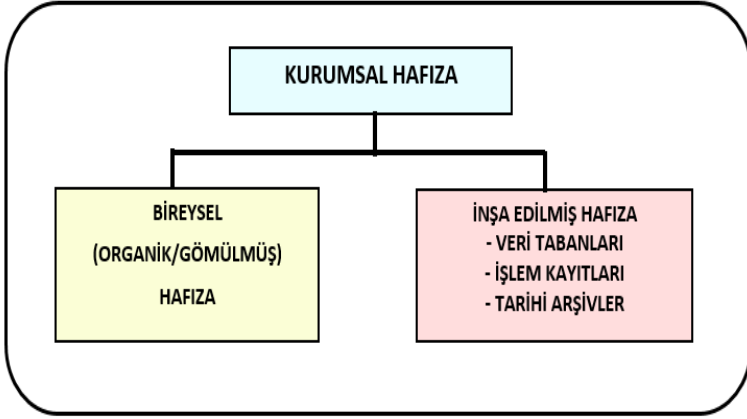 KURUMSAL HAFIZA
BİREYSEL
(ORGANİK/GÖMÜLMÜŞ)
HAFIZA
İNŞA EDİLMİŞ HAFIZA
- VERİ TABANLARI
- İŞLEM KAYITLARI
- TARİHİ ARŞİVLER